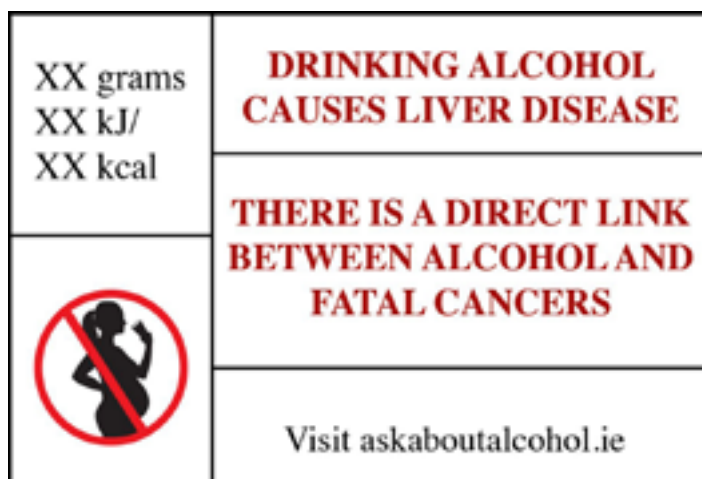 XX grams
XX kJ/
XX kcal
DRINKING ALCOHOL
CAUSES LIVER DISEASE
THERE IS A DIRECT LINK
BETWEEN ALCOHOL AND
FATAL CANCERS
Visit askaboutalcohol.ie